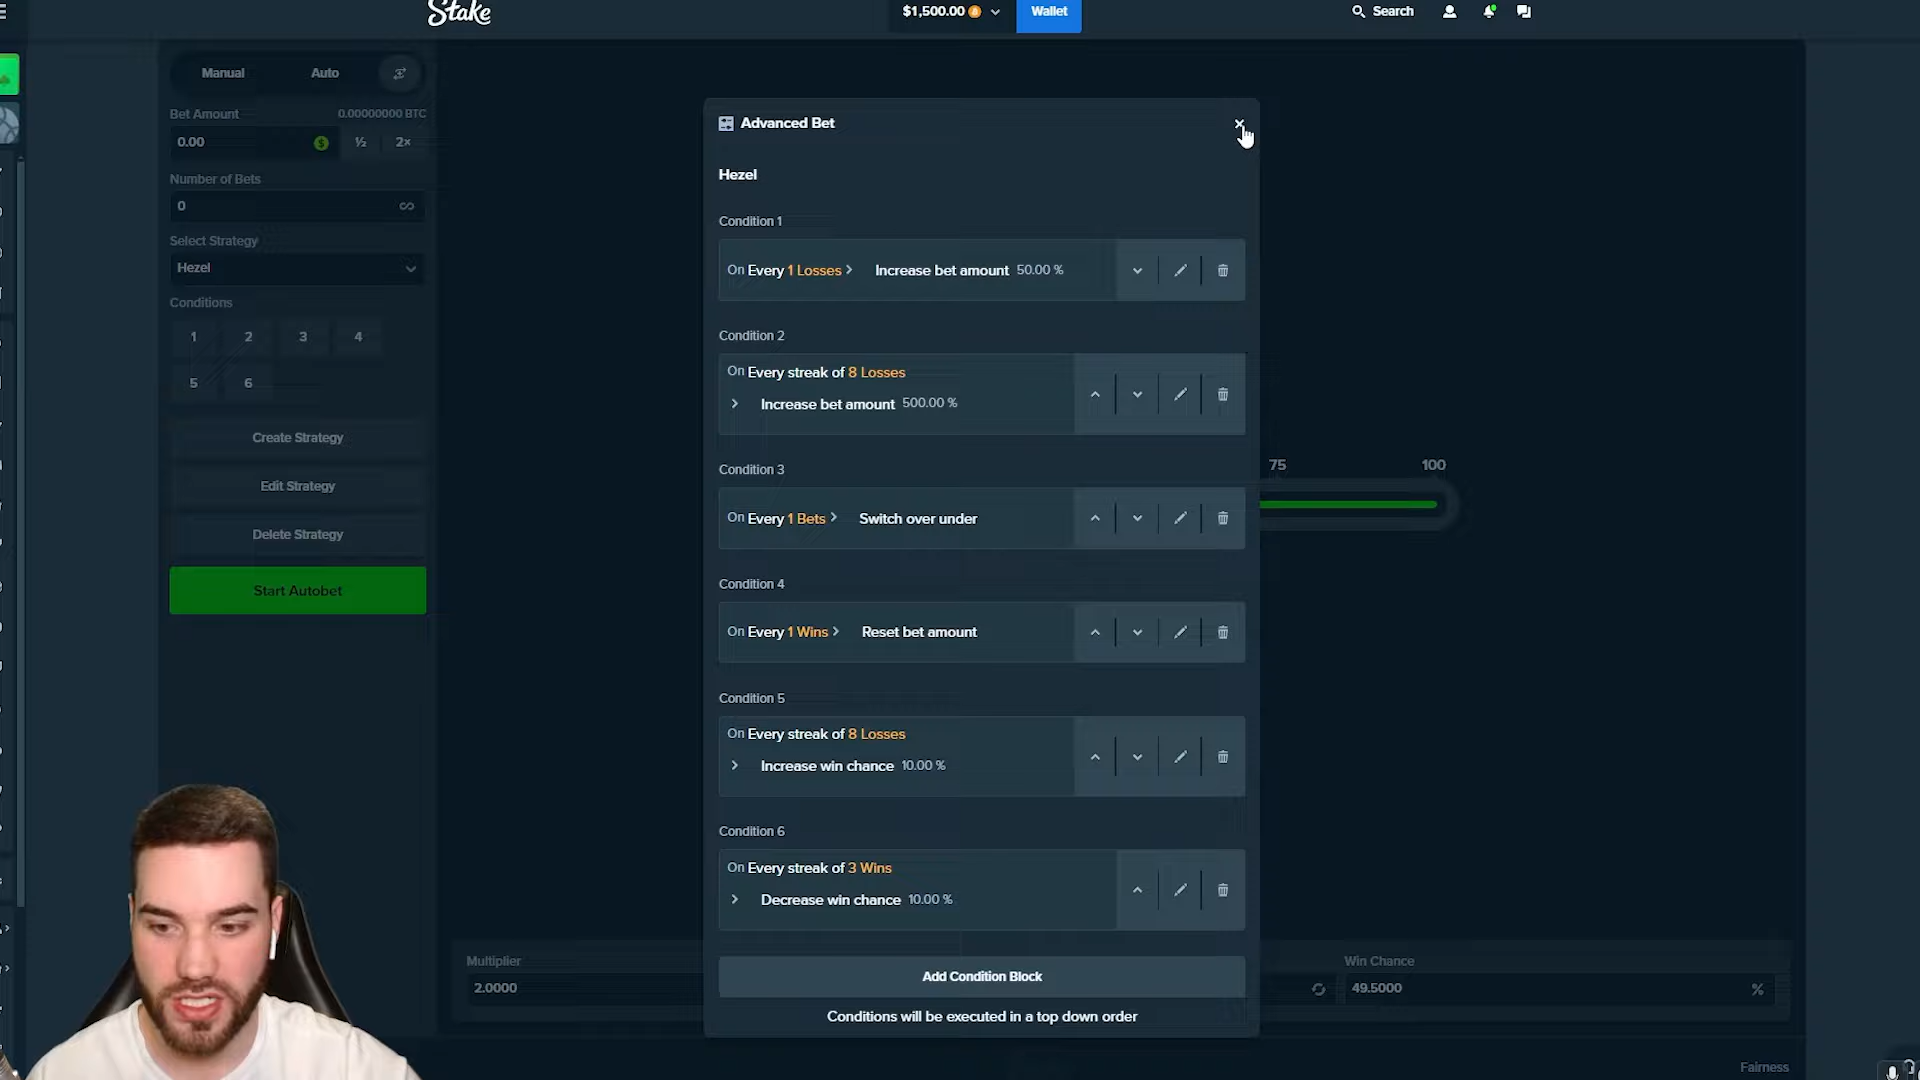 Stake
$1,500.00
Wallet
Search
Manual
Auto
Bet Amount
0.00000000 BTC
0.00
½
2×
Number of Bets
0
Select Strategy
Hezel
Conditions
1
2
3
4
5
6
Create Strategy
Edit Strategy
Delete Strategy
Start Autobet
Advanced Bet
Hezel
Condition 1
On Every 1 Losses
Increase bet amount 50.00 %
Condition 2
On Every streak of 8 Losses
Increase bet amount 500.00 %
Condition 3
On Every 1 Bets
Switch over under
Condition 4
On Every 1 Wins
Reset bet amount
Condition 5
On Every streak of 8 Losses
Increase win chance 10.00 %
Condition 6
On Every streak of 3 Wins
Decrease win chance 10.00 %
Add Condition Block
Conditions will be executed in a top down order
75
100
Multiplier
2.0000
Win Chance
49.5000
%
Fairness